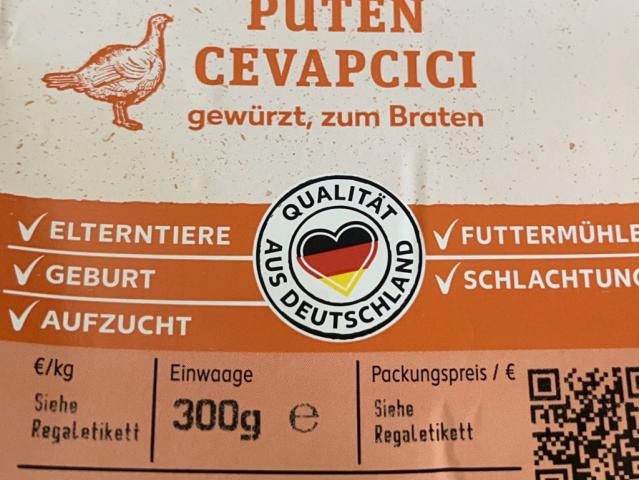 PUTEN
CEVAPCICI
gewürzt, zum Braten
QUALITÄT
AUS DEUTSCHLAND
✓ ELTERNTIERE
✓ GEBURT
✓ AUFZUCHT
✓ FUTTERMÜHLE
✓ SCHLACHTUNG
€/kg
Siehe
Regaletikett
Einwaage
300g ℮
Packungspreis / €
Siehe
Regaletikett